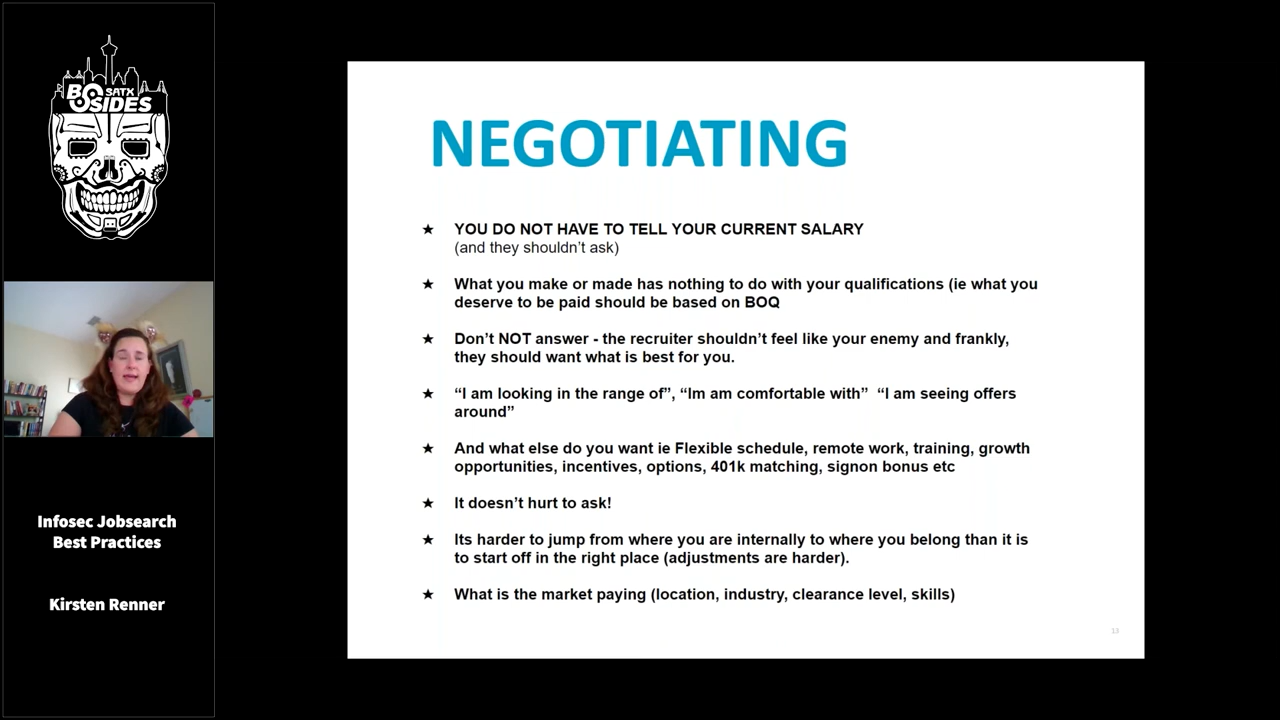 BSIDES
SATX
Infosec Jobsearch
Best Practices
Kirsten Renner
NEGOTIATING
★ YOU DO NOT HAVE TO TELL YOUR CURRENT SALARY
(and they shouldn’t ask)
★ What you make or made has nothing to do with your qualifications (ie what you
deserve to be paid should be based on BOQ
★ Don’t NOT answer - the recruiter shouldn’t feel like your enemy and frankly,
they should want what is best for you.
★ “I am looking in the range of”, “Im am comfortable with”  “I am seeing offers
around”
★ And what else do you want ie Flexible schedule, remote work, training, growth
opportunities, incentives, options, 401k matching, signon bonus etc
★ It doesn’t hurt to ask!
★ Its harder to jump from where you are internally to where you belong than it is
to start off in the right place (adjustments are harder).
★ What is the market paying (location, industry, clearance level, skills)
13